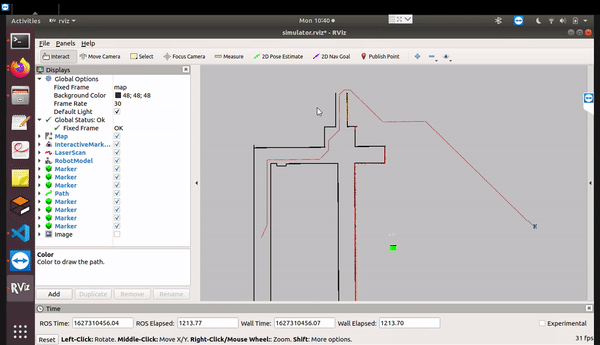 Activities
rviz
Mon 10:40
simulator.rviz* - RViz
File Panels Help
Interact Move Camera Select Focus Camera Measure 2D Pose Estimate 2D Nav Goal Publish Point
Displays
Global Options
Fixed Frame map
Background Color 48; 48; 48
Frame Rate 30
Default Light
Global Status: Ok
Fixed Frame OK
Map
InteractiveMark...
LaserScan
RobotModel
Marker
Marker
Marker
Path
Marker
Marker
Marker
Marker
Image
Color
Color to draw the path.
Add Duplicate Remove Rename
Time
ROS Time: 1627310456.04 ROS Elapsed: 1213.77 Wall Time: 1627310456.07 Wall Elapsed: 1213.70 Experimental
Reset Left-Click: Rotate. Middle-Click: Move X/Y. Right-Click/Mouse Wheel: Zoom. Shift: More options. 31 fps
RViz